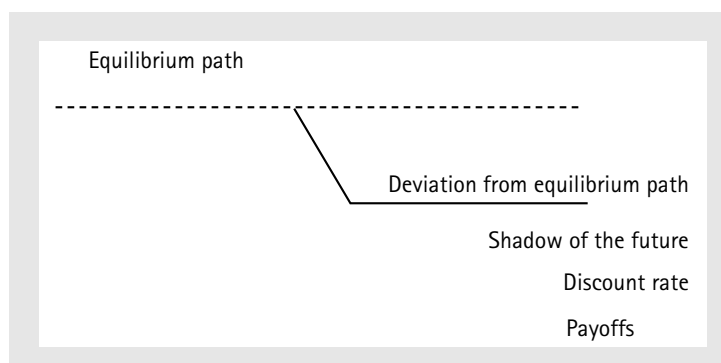 Equilibrium path
Deviation from equilibrium path
Shadow of the future
Discount rate
Payoffs